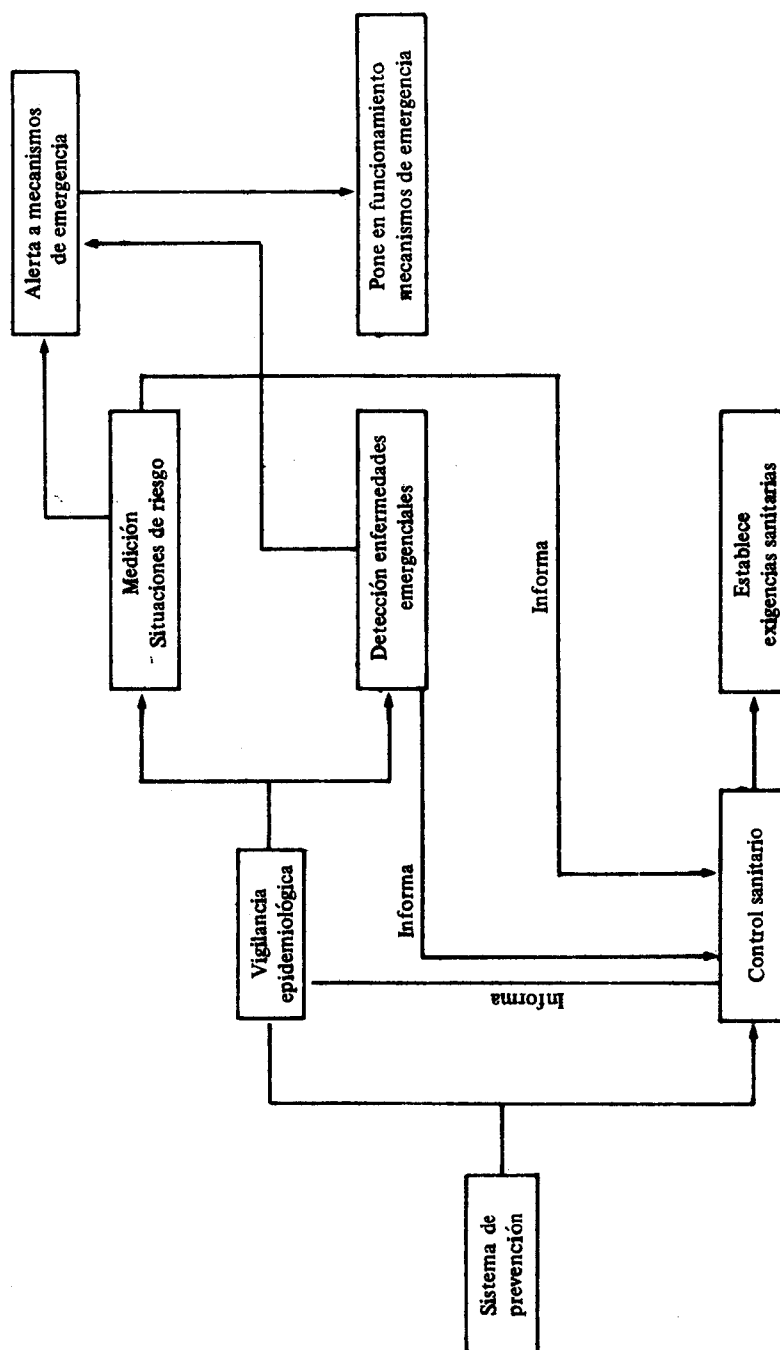 Sistema de
prevención
Vigilancia
epidemiológica
Informa
Control sanitario
Informa
Medición
Situaciones de riesgo
Detección enfermedades
emergenciales
Informa
Establece
exigencias sanitarias
Alerta a mecanismos
de emergencia
Pone en funcionamiento
mecanismos de emergencia